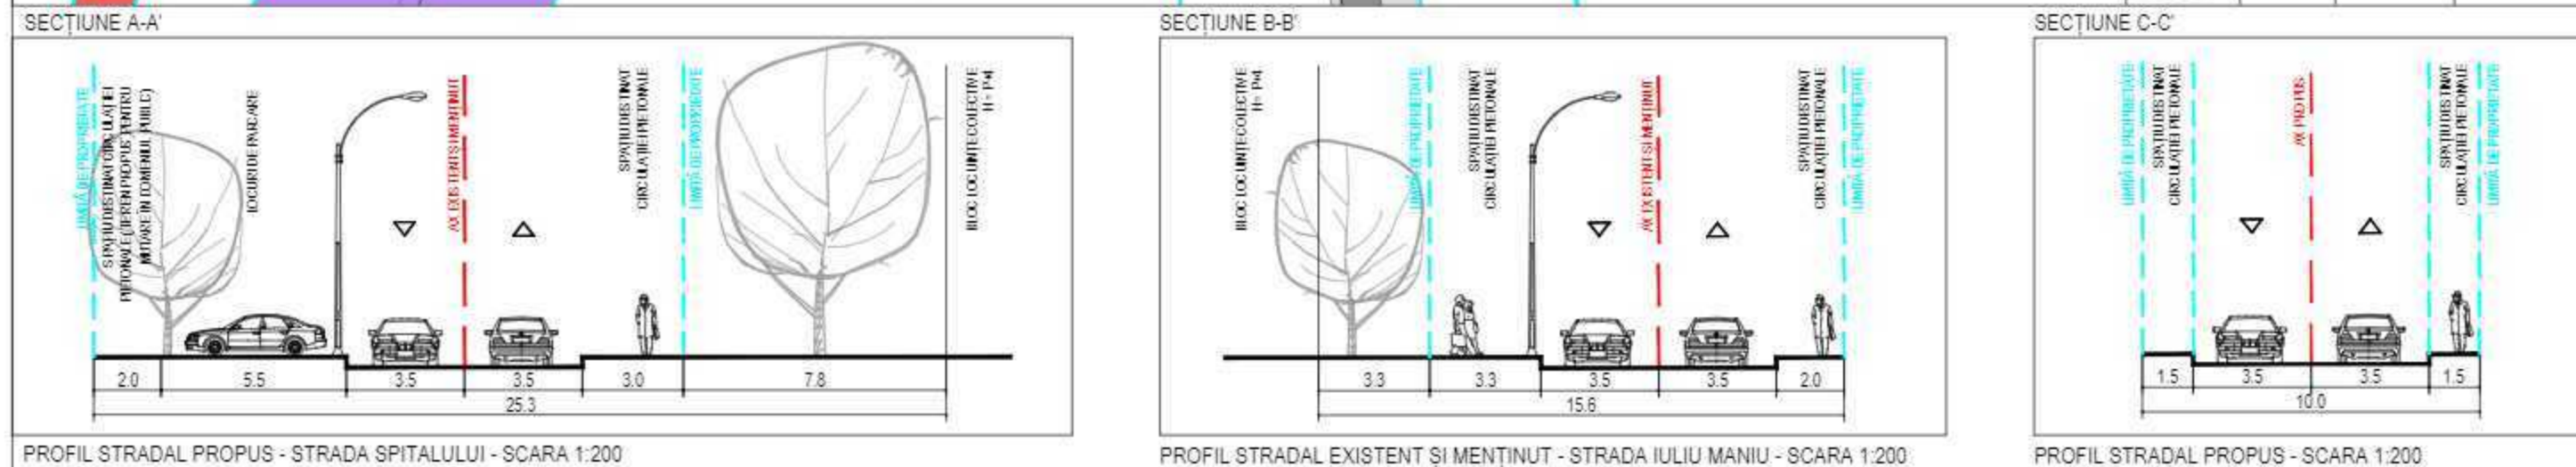 SECȚIUNE A-A'
LIMITĂ DE PROPRIETATE
SPAȚIU DESTINAT CIRCULAȚIEI
PIETONALE (TEREN PROPUS PENTRU
MUTARE IN DOMENIUL PUBLIC)
LOCURI DE PARCARE
AX EXISTENT SI MENȚINUT
SPAȚIU DESTINAT
CIRCULAȚIEI PIETONALE
LIMITĂ DE PROPRIETATE
BLOC LOCUINȚE COLECTIVE
H= P+4
2.0 5.5 3.5 3.5 3.0 7.8
25.3
PROFIL STRADAL PROPUS - STRADA SPITALULUI - SCARA 1:200
SECȚIUNE B-B'
BLOC LOCUINȚE COLECTIVE
H= P+4
LIMITĂ DE PROPRIETATE
SPAȚIU DESTINAT
CIRCULAȚIEI PIETONALE
AX EXISTENT SI MENȚINUT
SPAȚIU DESTINAT
CIRCULAȚIEI PIETONALE
LIMITĂ DE PROPRIETATE
3.3 3.3 3.5 3.5 2.0
15.6
PROFIL STRADAL EXISTENT ȘI MENȚINUT - STRADA IULIU MANIU - SCARA 1:200
SECȚIUNE C-C'
LIMITĂ DE PROPRIETATE
SPAȚIU DESTINAT
CIRCULAȚIEI PIETONALE
AX PROPUS
SPAȚIU DESTINAT
CIRCULAȚIEI PIETONALE
LIMITĂ DE PROPRIETATE
1.5 3.5 3.5 1.5
10.0
PROFIL STRADAL PROPUS - SCARA 1:200